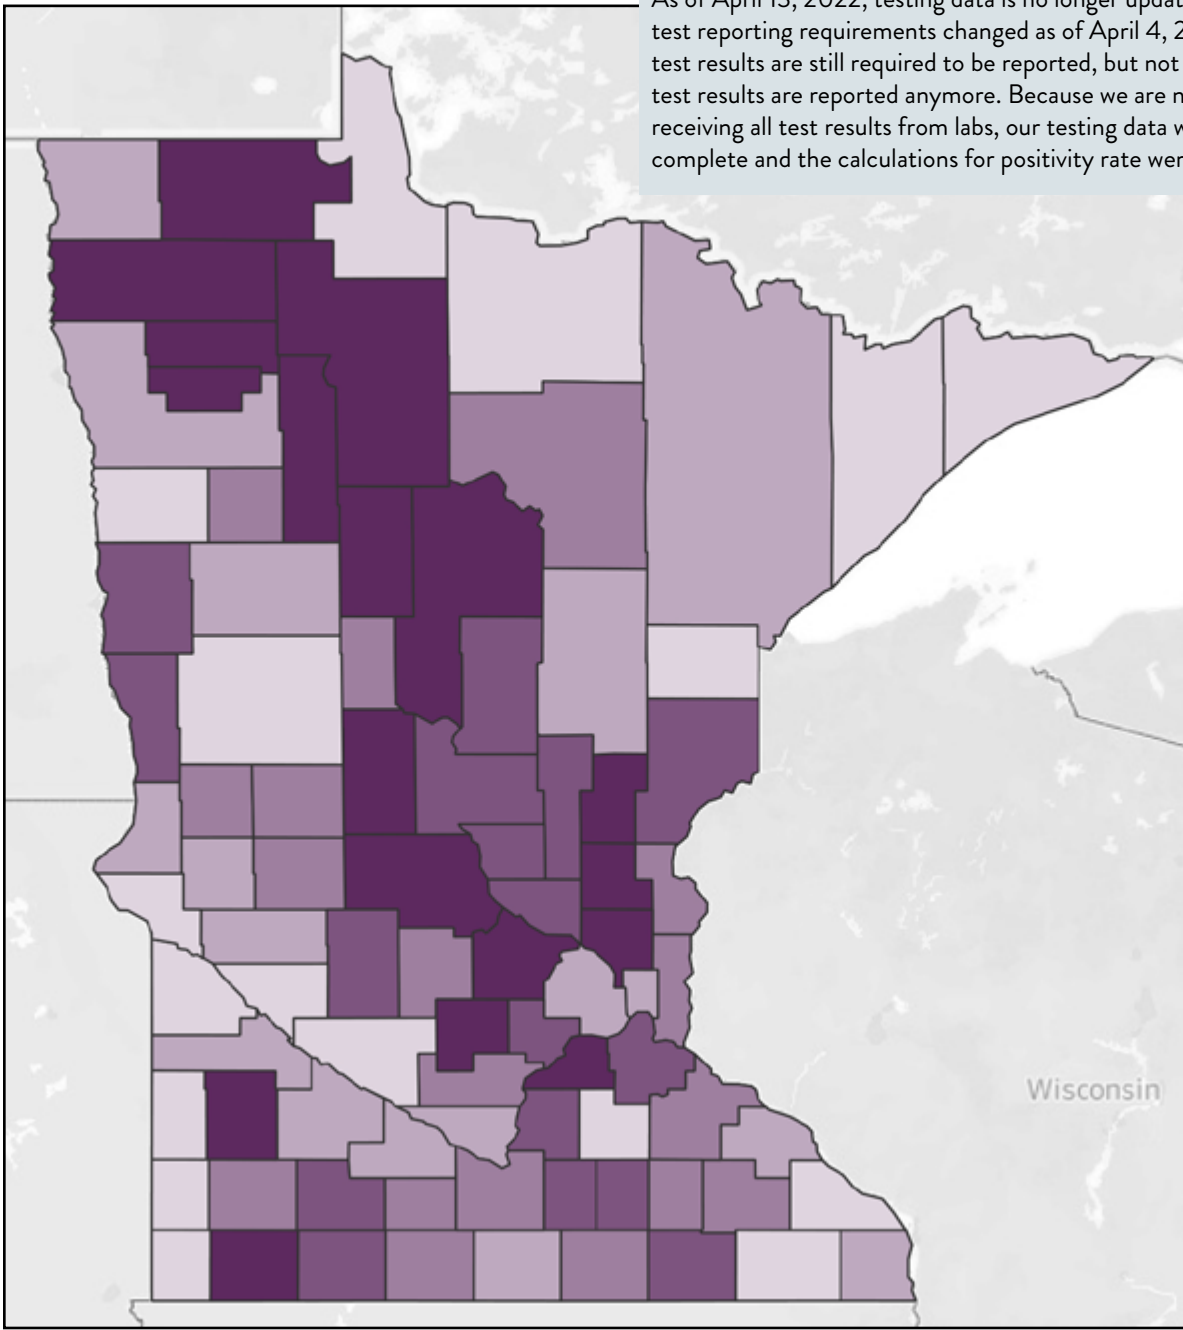 As of April 13, 2022, testing data is no longer updat
test reporting requirements changed as of April 4, 2
test results are still required to be reported, but not
test results are reported anymore. Because we are n
receiving all test results from labs, our testing data w
complete and the calculations for positivity rate wer
Wisconsin